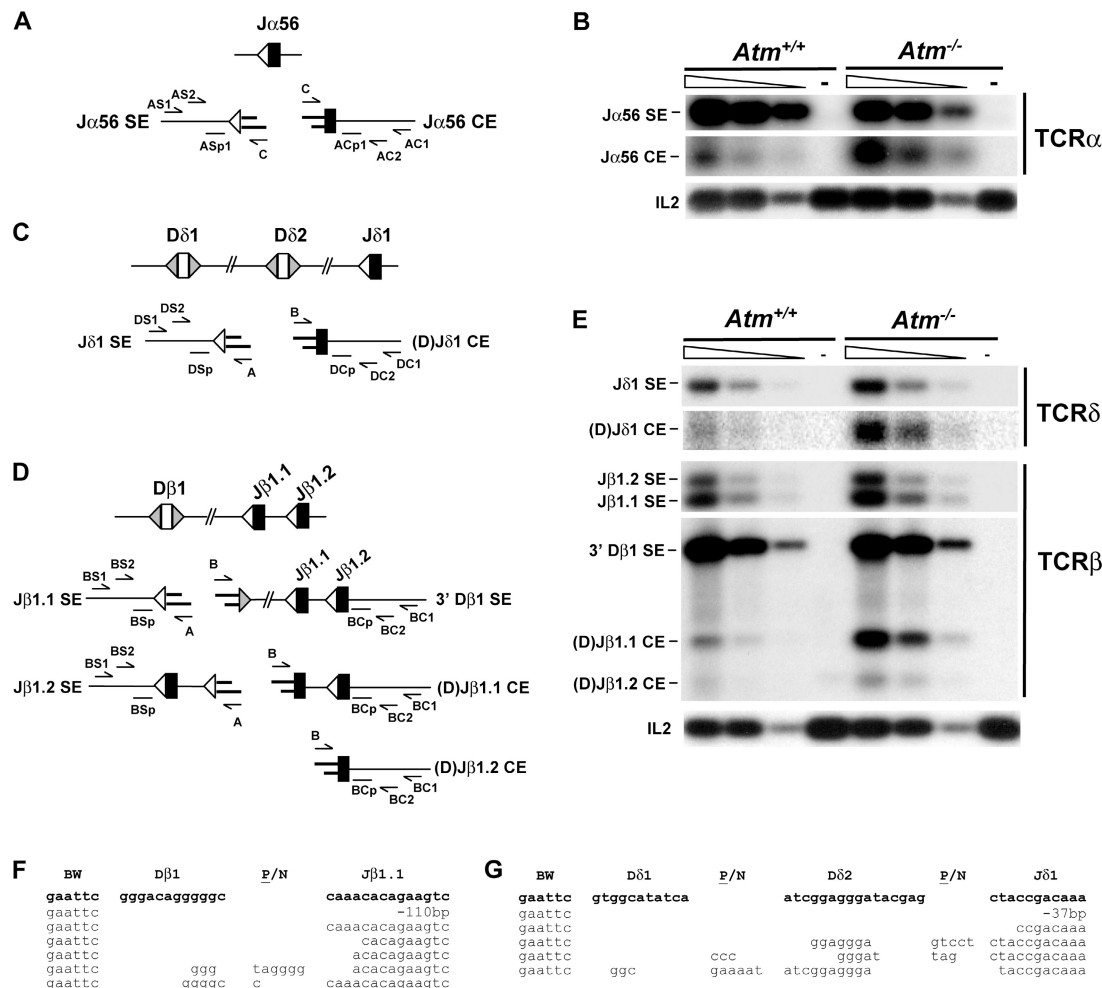 A
Jα56
AS1 AS2 C
Jα56 SE Jα56 CE
ASp1 C ACp1 AC2 AC1
B
Atm+/+ Atm-/-
- -
Jα56 SE
Jα56 CE
TCRα
IL2
C
Dδ1 Dδ2 Jδ1
DS1 DS2 B
Jδ1 SE (D)Jδ1 CE
DSp A DCp DC2 DC1
D
Dβ1 Jβ1.1 Jβ1.2
Jβ1.1 Jβ1.2
BS1 BS2 B
Jβ1.1 SE 3' Dβ1 SE
BSp A BCp BC2 BC1
BS1 BS2 B
Jβ1.2 SE (D)Jβ1.1 CE
BSp A BCp BC2 BC1
B
(D)Jβ1.2 CE
BCp BC2 BC1
E
Atm+/+ Atm-/-
- -
Jδ1 SE
(D)Jδ1 CE
TCRδ
Jβ1.2 SE
Jβ1.1 SE
3' Dβ1 SE
TCRβ
(D)Jβ1.1 CE
(D)Jβ1.2 CE
IL2
F
BW Dβ1 P/N Jβ1.1
gaattc gggacagggggc caaacacagaagtc
gaattc -110bp
gaattc caaacacagaagtc
gaattc cacagaagtc
gaattc acacagaagtc
gaattc ggg tagggg acacagaagtc
gaattc ggggc c caaacacagaagtc
G
BW Dδ1 P/N Dδ2 P/N Jδ1
gaattc gtggcatatca atcggagggatacgag ctaccgacaaa
gaattc -37bp
gaattc ccgacaaa
gaattc ggaggga gtcct ctaccgacaaa
gaattc ccc gggat tag ctaccgacaaa
gaattc ggc gaaaat atcggaggga taccgacaaa